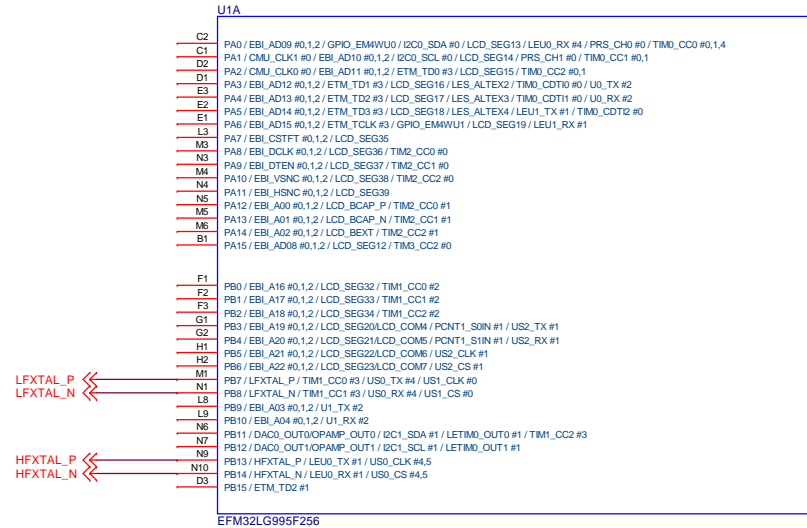 U1A
C2 PA0 / EBI_AD09 #0,1,2 / GPIO_EM4WU0 / I2C0_SDA #0 / LCD_SEG13 / LEU0_RX #4 / PRS_CH0 #0 / TIM0_CC0 #0,1,4
C1 PA1 / CMU_CLK1 #0 / EBI_AD10 #0,1,2 / I2C0_SCL #0 / LCD_SEG14 / PRS_CH1 #0 / TIM0_CC1 #0,1
D2 PA2 / CMU_CLK0 #0 / EBI_AD11 #0,1,2 / ETM_TD0 #3 / LCD_SEG15 / TIM0_CC2 #0,1
D1 PA3 / EBI_AD12 #0,1,2 / ETM_TD1 #3 / LCD_SEG16 / LES_ALTEX2 / TIM0_CDTI0 #0 / U0_TX #2
E3 PA4 / EBI_AD13 #0,1,2 / ETM_TD2 #3 / LCD_SEG17 / LES_ALTEX3 / TIM0_CDTI1 #0 / U0_RX #2
E2 PA5 / EBI_AD14 #0,1,2 / ETM_TD3 #3 / LCD_SEG18 / LES_ALTEX4 / LEU1_TX #1 / TIM0_CDTI2 #0
E1 PA6 / EBI_AD15 #0,1,2 / ETM_TCLK #3 / GPIO_EM4WU1 / LCD_SEG19 / LEU1_RX #1
L3 PA7 / EBI_CSTFT #0,1,2 / LCD_SEG35
M3 PA8 / EBI_DCLK #0,1,2 / LCD_SEG36 / TIM2_CC0 #0
N3 PA9 / EBI_DTEN #0,1,2 / LCD_SEG37 / TIM2_CC1 #0
M4 PA10 / EBI_VSNC #0,1,2 / LCD_SEG38 / TIM2_CC2 #0
N4 PA11 / EBI_HSNC #0,1,2 / LCD_SEG39
N5 PA12 / EBI_A00 #0,1,2 / LCD_BCAP_P / TIM2_CC0 #1
M5 PA13 / EBI_A01 #0,1,2 / LCD_BCAP_N / TIM2_CC1 #1
M6 PA14 / EBI_A02 #0,1,2 / LCD_BEXT / TIM2_CC2 #1
B1 PA15 / EBI_AD08 #0,1,2 / LCD_SEG12 / TIM3_CC2 #0
F1 PB0 / EBI_A16 #0,1,2 / LCD_SEG32 / TIM1_CC0 #2
F2 PB1 / EBI_A17 #0,1,2 / LCD_SEG33 / TIM1_CC1 #2
F3 PB2 / EBI_A18 #0,1,2 / LCD_SEG34 / TIM1_CC2 #2
G1 PB3 / EBI_A19 #0,1,2 / LCD_SEG20/LCD_COM4 / PCNT1_S0IN #1 / US2_TX #1
G2 PB4 / EBI_A20 #0,1,2 / LCD_SEG21/LCD_COM5 / PCNT1_S1IN #1 / US2_RX #1
H1 PB5 / EBI_A21 #0,1,2 / LCD_SEG22/LCD_COM6 / US2_CLK #1
H2 PB6 / EBI_A22 #0,1,2 / LCD_SEG23/LCD_COM7 / US2_CS #1
LFXTAL_P M1 PB7 / LFXTAL_P / TIM1_CC0 #3 / US0_TX #4 / US1_CLK #0
LFXTAL_N N1 PB8 / LFXTAL_N / TIM1_CC1 #3 / US0_RX #4 / US1_CS #0
L8 PB9 / EBI_A03 #0,1,2 / U1_TX #2
L9 PB10 / EBI_A04 #0,1,2 / U1_RX #2
N6 PB11 / DAC0_OUT0/OPAMP_OUT0 / I2C1_SDA #1 / LETIM0_OUT0 #1 / TIM1_CC2 #3
N7 PB12 / DAC0_OUT1/OPAMP_OUT1 / I2C1_SCL #1 / LETIM0_OUT1 #1
HFXTAL_P N9 PB13 / HFXTAL_P / LEU0_TX #1 / US0_CLK #4,5
HFXTAL_N N10 PB14 / HFXTAL_N / LEU0_RX #1 / US0_CS #4,5
D3 PB15 / ETM_TD2 #1
EFM32LG995F256